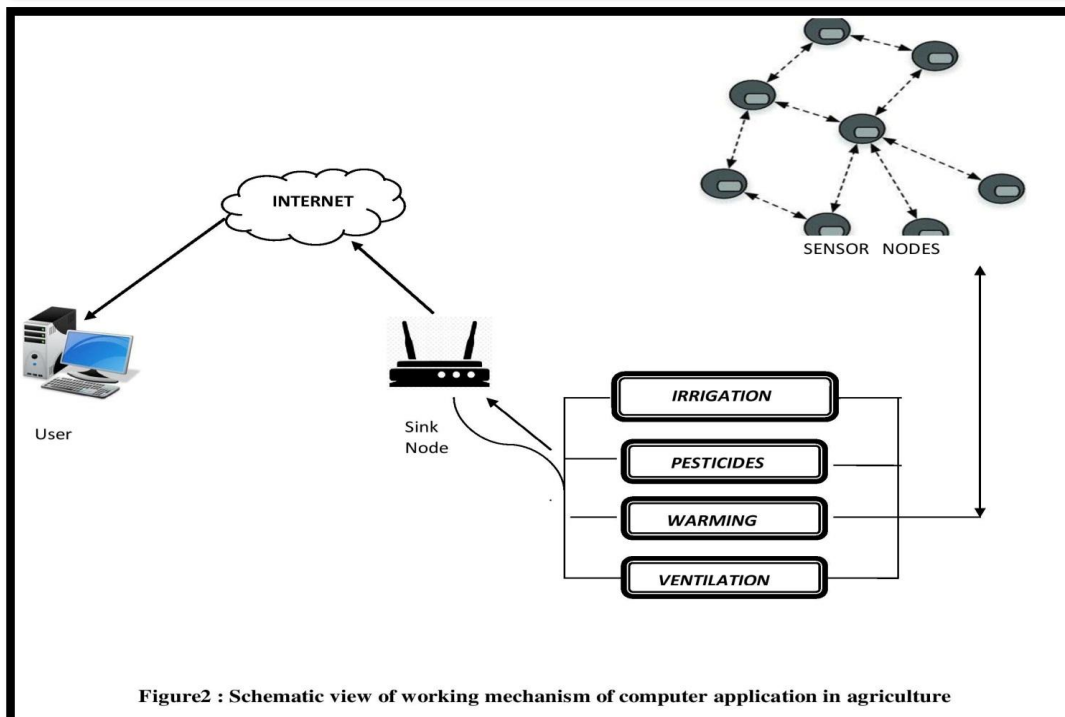 SENSOR NODES
INTERNET
User
Sink
Node
IRRIGATION
PESTICIDES
WARMING
VENTILATION
Figure2 : Schematic view of working mechanism of computer application in agriculture